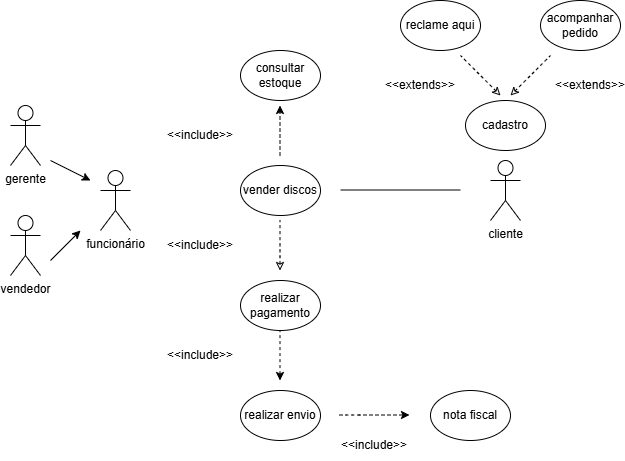 reclame aqui
acompanhar
pedido
consultar
estoque
<<extends>>
<<extends>>
cadastro
<<include>>
gerente
vender discos
cliente
funcionário
<<include>>
vendedor
realizar
pagamento
<<include>>
realizar envio
nota fiscal
<<include>>